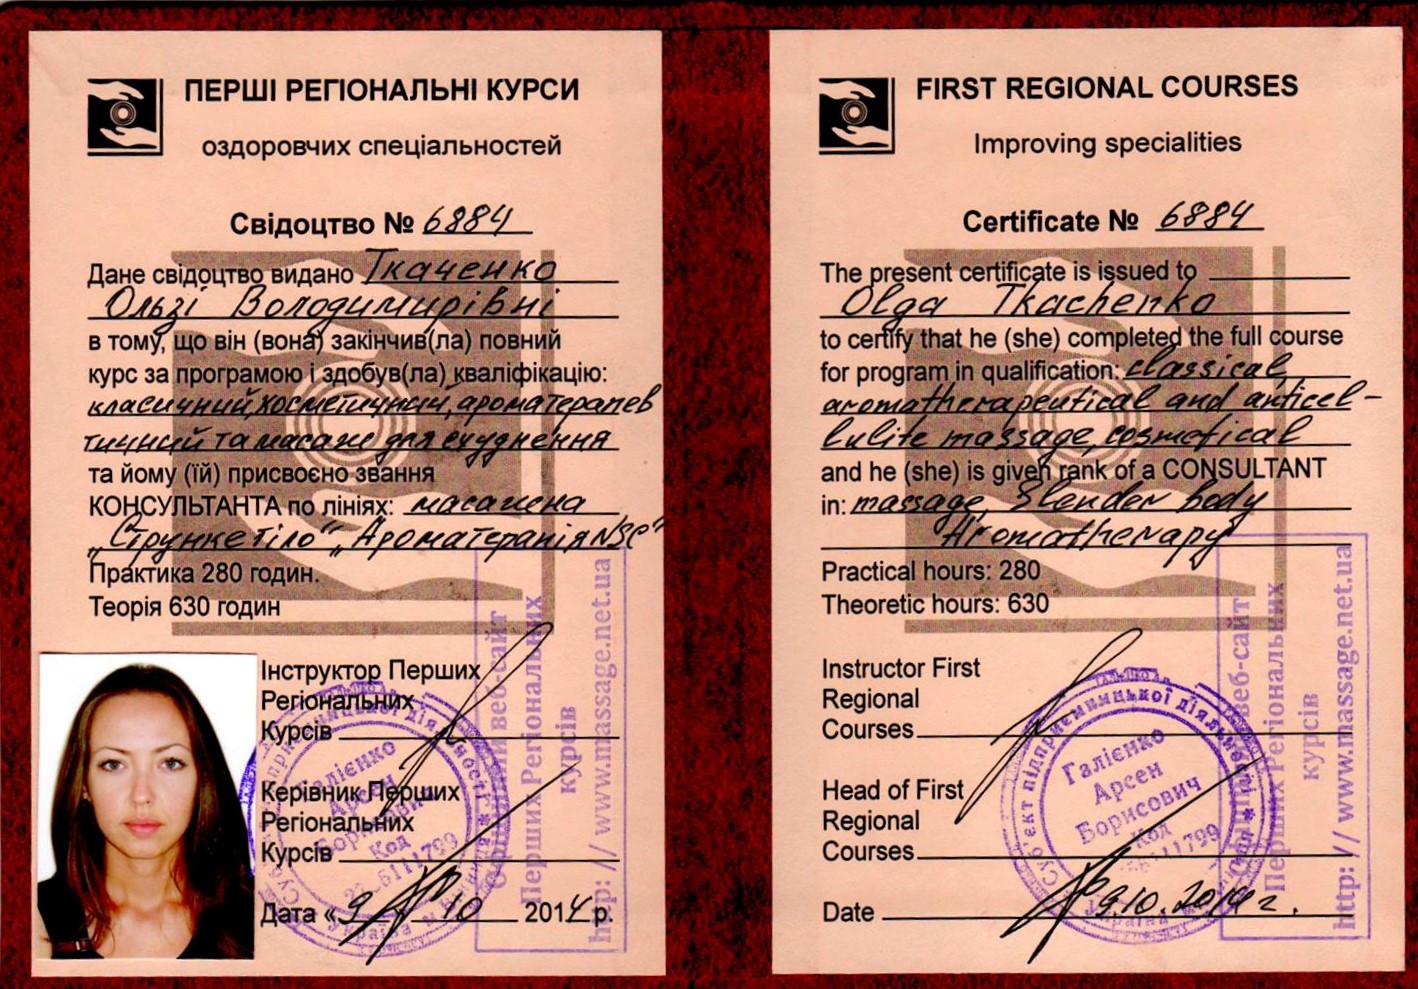 ПЕРШІ РЕГІОНАЛЬНІ КУРСИ
оздоровчих спеціальностей
Свідоцтво № 6884
Дане свідоцтво видано Ткаченко
Ользі Володимирівні
в тому, що він (вона) закінчив(ла) повний
курс за програмою і здобув(ла) кваліфікацію:
класичний, косметичний, ароматерапев
тичний та масаж для схуднення
та йому (їй) присвоєно звання
КОНСУЛЬТАНТА по лініях: масажна
„Струнке тіло" „Ароматерапія NSC"
Практика 280 годин.
Теорія 630 годин
Інструктор Перших
Регіональних
Курсів
Керівник Перших
Регіональних
Курсів
Дата «9» 10 2014 р.
Галієнко
Арсен
Борисович
Код
веб-сайт
Перших Регіональних
курсів
http: // www.massage.net.ua
FIRST REGIONAL COURSES
Improving specialities
Certificate № 6884
The present certificate is issued to
Olga Tkachenko
to certify that he (she) completed the full course
for program in qualification: classical,
aromatherapeutical and anticel-
lulite massage, cosmetical
and he (she) is given rank of a CONSULTANT
in: massage, Slender body
Aromatherapy
Practical hours: 280
Theoretic hours: 630
Instructor First
Regional
Courses
Head of First
Regional
Courses
Date 9.10.2014 г.
Суб'єкт підприємницької діяльності
Галієнко
Арсен
Борисович
Код
Україна
веб-сайт
Перших Регіональних
курсів
http: // www.massage.net.ua